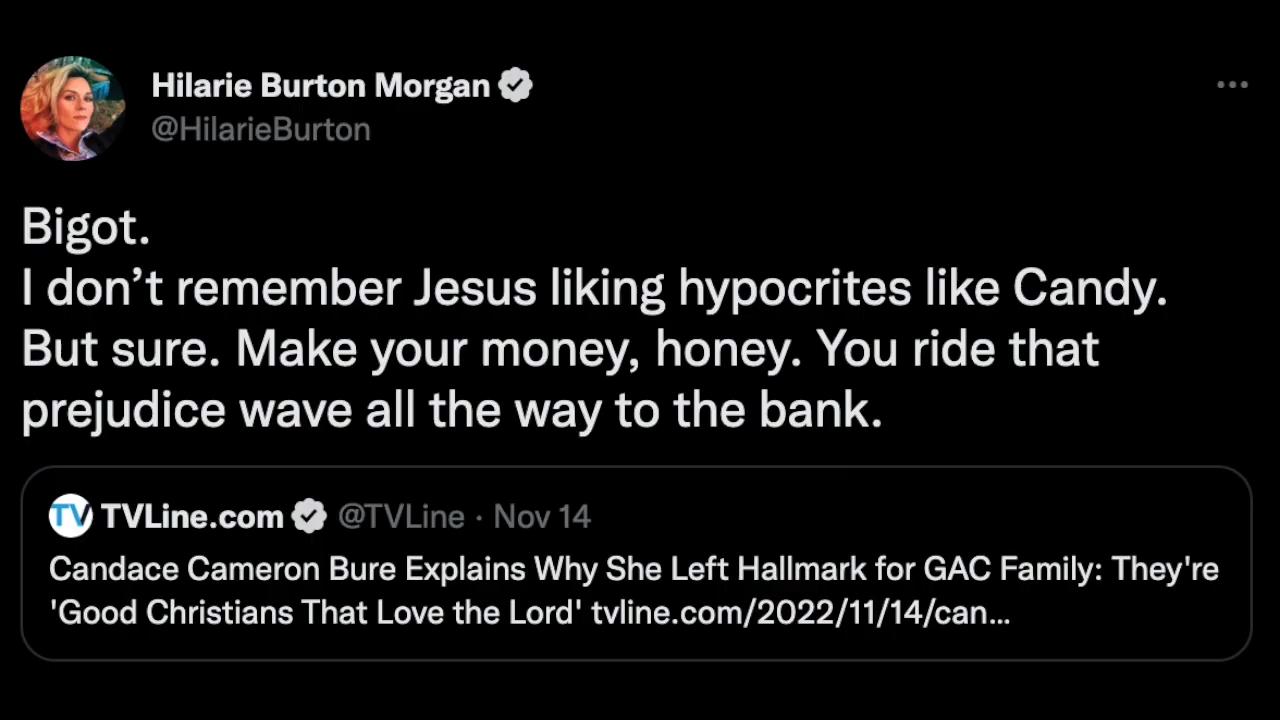 Hilarie Burton Morgan
@HilarieBurton
Bigot.
I don’t remember Jesus liking hypocrites like Candy.
But sure. Make your money, honey. You ride that
prejudice wave all the way to the bank.
TV TVLine.com @TVLine · Nov 14
Candace Cameron Bure Explains Why She Left Hallmark for GAC Family: They're
'Good Christians That Love the Lord' tvline.com/2022/11/14/can...